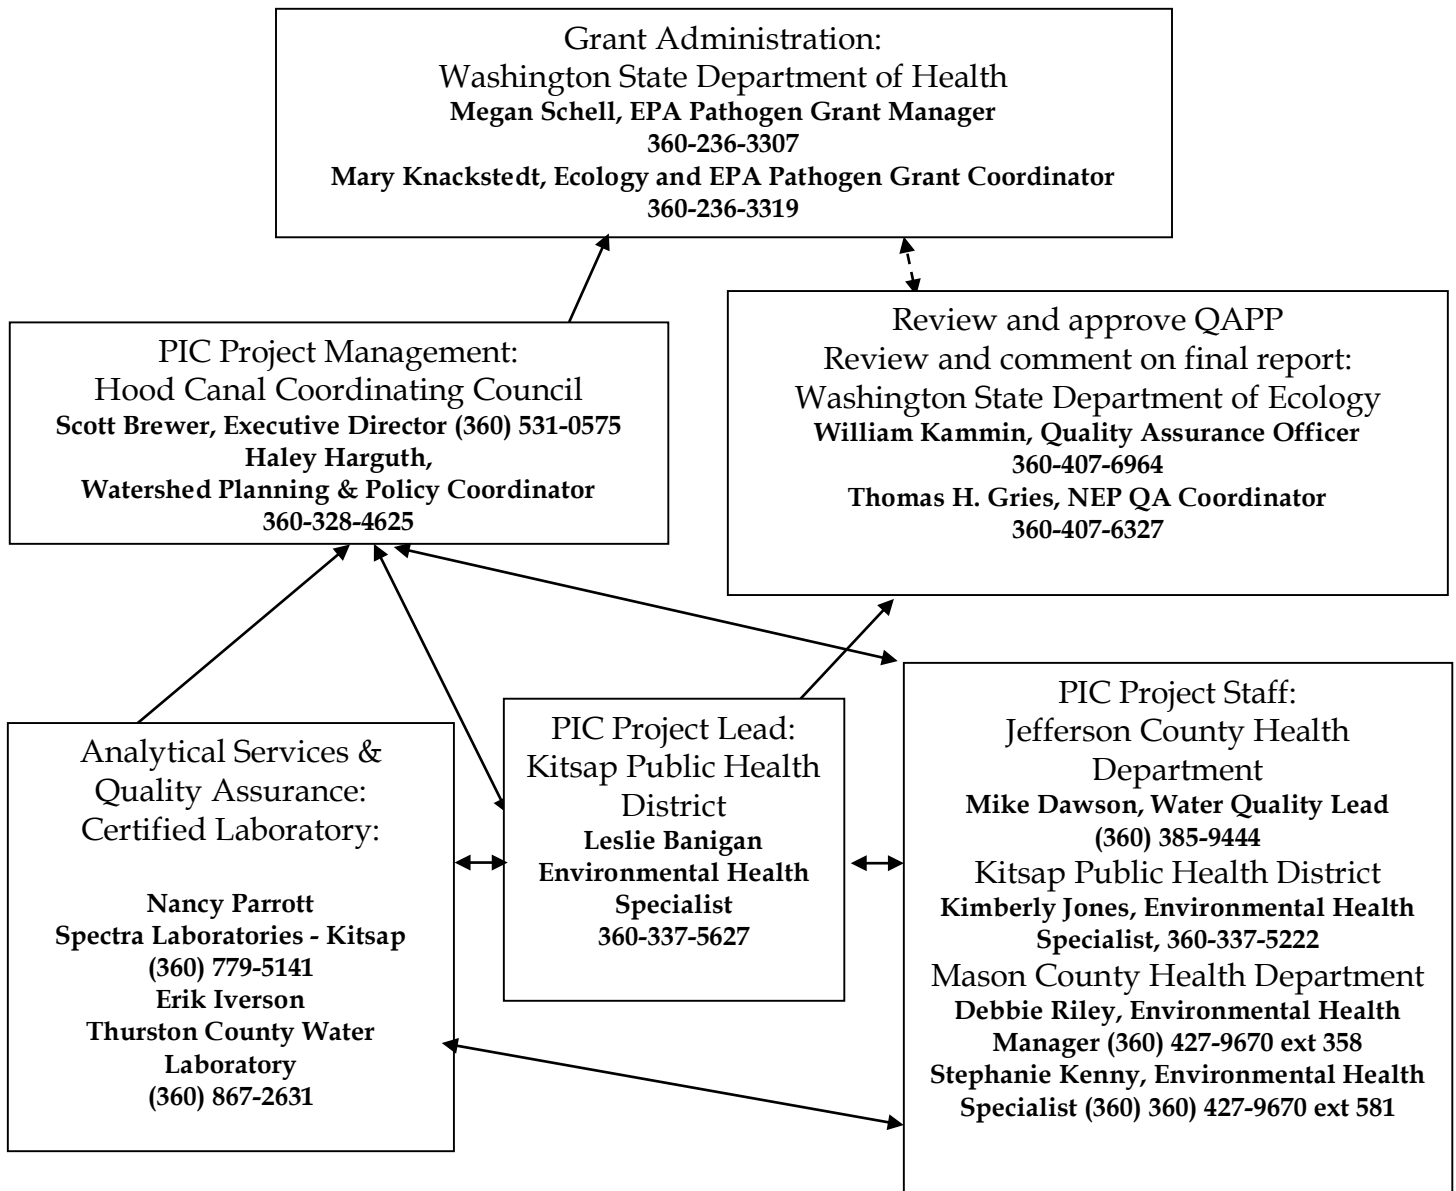 Grant Administration:
Washington State Department of Health
Megan Schell, EPA Pathogen Grant Manager
360-236-3307
Mary Knackstedt, Ecology and EPA Pathogen Grant Coordinator
360-236-3319
PIC Project Management:
Hood Canal Coordinating Council
Scott Brewer, Executive Director (360) 531-0575
Haley Harguth,
Watershed Planning & Policy Coordinator
360-328-4625
Review and approve QAPP
Review and comment on final report:
Washington State Department of Ecology
William Kammin, Quality Assurance Officer
360-407-6964
Thomas H. Gries, NEP QA Coordinator
360-407-6327
Analytical Services &
Quality Assurance:
Certified Laboratory:
Nancy Parrott
Spectra Laboratories - Kitsap
(360) 779-5141
Erik Iverson
Thurston County Water
Laboratory
(360) 867-2631
PIC Project Lead:
Kitsap Public Health
District
Leslie Banigan
Environmental Health
Specialist
360-337-5627
PIC Project Staff:
Jefferson County Health
Department
Mike Dawson, Water Quality Lead
(360) 385-9444
Kitsap Public Health District
Kimberly Jones, Environmental Health
Specialist, 360-337-5222
Mason County Health Department
Debbie Riley, Environmental Health
Manager (360) 427-9670 ext 358
Stephanie Kenny, Environmental Health
Specialist (360) 360) 427-9670 ext 581